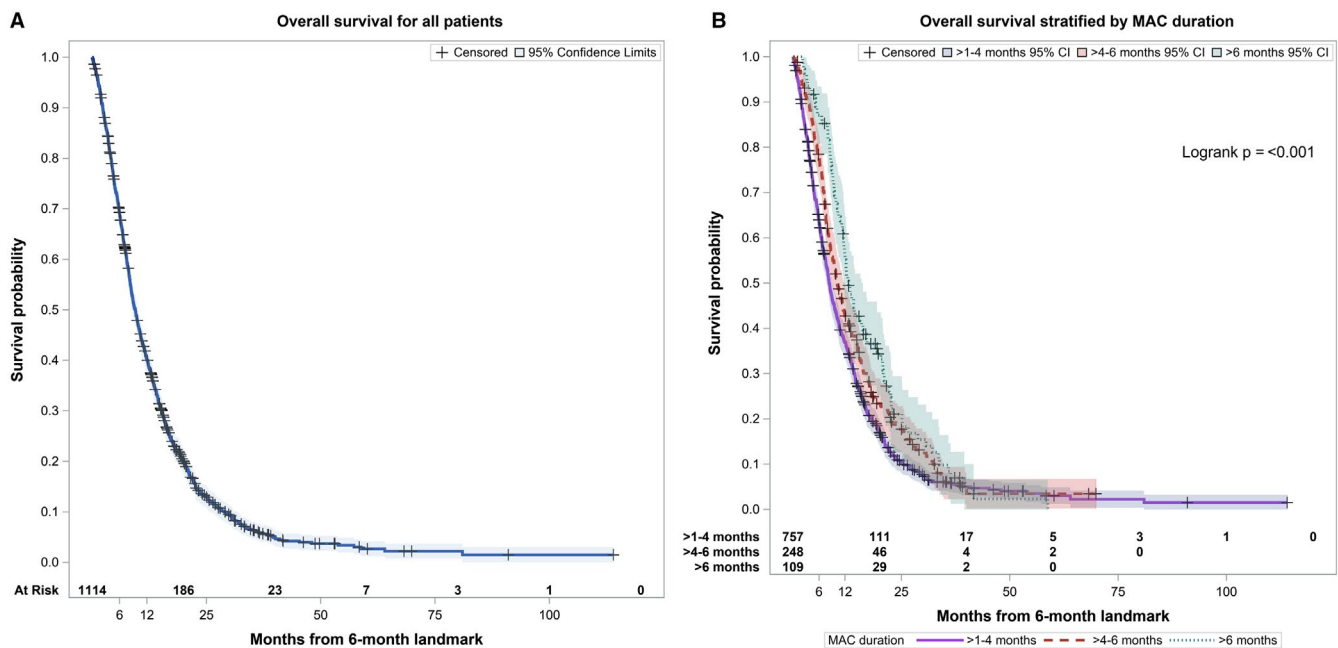 A
Overall survival for all patients
Censored 95% Confidence Limits
1.0
0.9
0.8
0.7
0.6
0.5
0.4
0.3
0.2
0.1
0.0
Survival probability
At Risk 1114 186 23 7 3 1 0
6 12 25 50 75 100
Months from 6-month landmark
B
Overall survival stratified by MAC duration
Censored >1-4 months 95% CI >4-6 months 95% CI >6 months 95% CI
Logrank p = <0.001
1.0
0.9
0.8
0.7
0.6
0.5
0.4
0.3
0.2
0.1
0.0
Survival probability
>1-4 months 757 111 17 5 3 1 0
>4-6 months 248 46 4 2 0
>6 months 109 29 2 0
6 12 25 50 75 100
Months from 6-month landmark
MAC duration >1-4 months >4-6 months >6 months